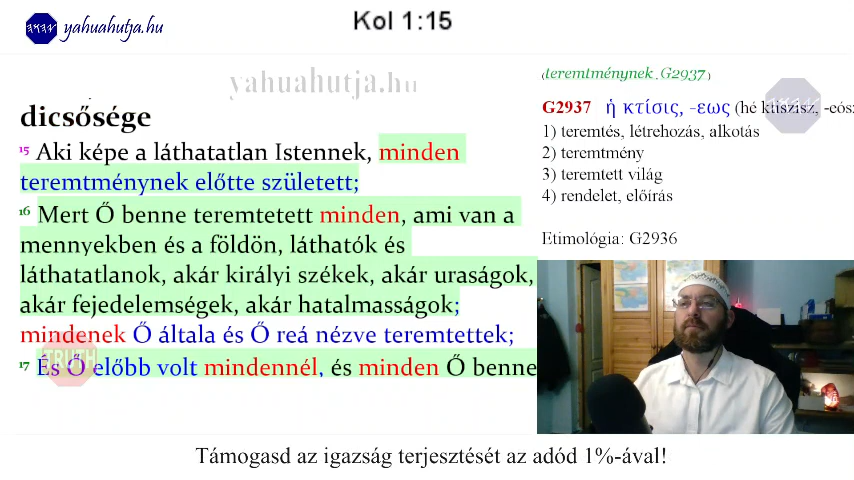 yahuahutja.hu
Kol 1:15
yahuahutja.hu
dicsősége
15 Aki képe a láthatatlan Istennek, minden
teremtménynek előtte született;
16 Mert Ő benne teremtetett minden, ami van a
mennyekben és a földön, láthatók és
láthatatlanok, akár királyi székek, akár uraságok,
akár fejedelemségek, akár hatalmasságok;
mindenek Ő általa és Ő reá nézve teremtettek;
TRUTH
17 És Ő előbb volt mindennél, és minden Ő benne
(teremtménynek . G2937)
G2937 ἡ κτίσις, -εως (hé ktiszisz, -eósz
1) teremtés, létrehozás, alkotás
2) teremtmény
3) teremtett világ
4) rendelet, előírás
Etimológia: G2936
Támogasd az igazság terjesztését az adód 1%-ával!